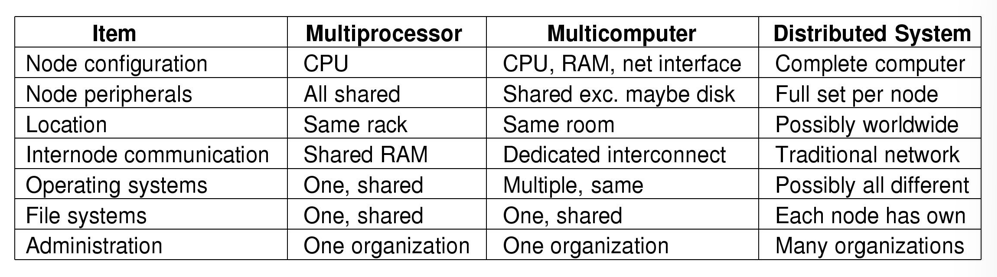 Item Multiprocessor Multicomputer Distributed System
Node configuration CPU CPU, RAM, net interface Complete computer
Node peripherals All shared Shared exc. maybe disk Full set per node
Location Same rack Same room Possibly worldwide
Internode communication Shared RAM Dedicated interconnect Traditional network
Operating systems One, shared Multiple, same Possibly all different
File systems One, shared One, shared Each node has own
Administration One organization One organization Many organizations